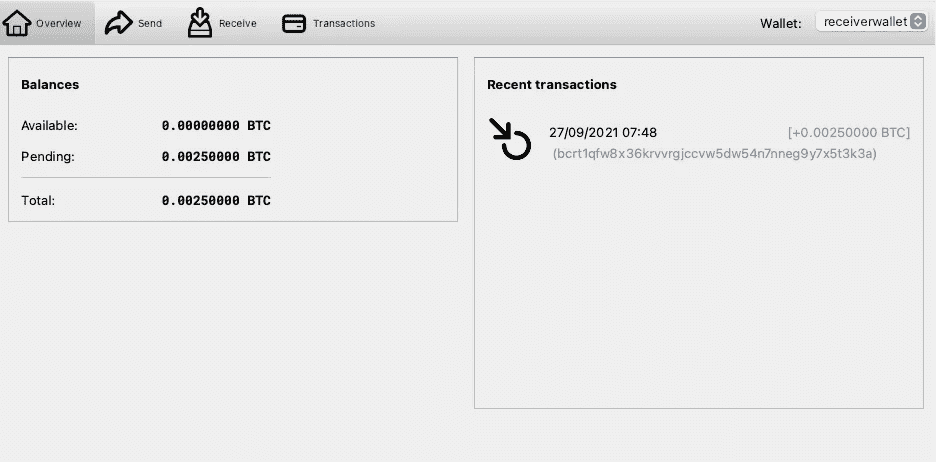 Overview Send Receive Transactions Wallet: receiverwallet
Balances
Available: 0.00000000 BTC
Pending: 0.00250000 BTC
Total: 0.00250000 BTC
Recent transactions
27/09/2021 07:48 [+0.00250000 BTC]
(bcrt1qfw8x36krvvrgjccvw5dw54n7nneg9y7x5t3k3a)